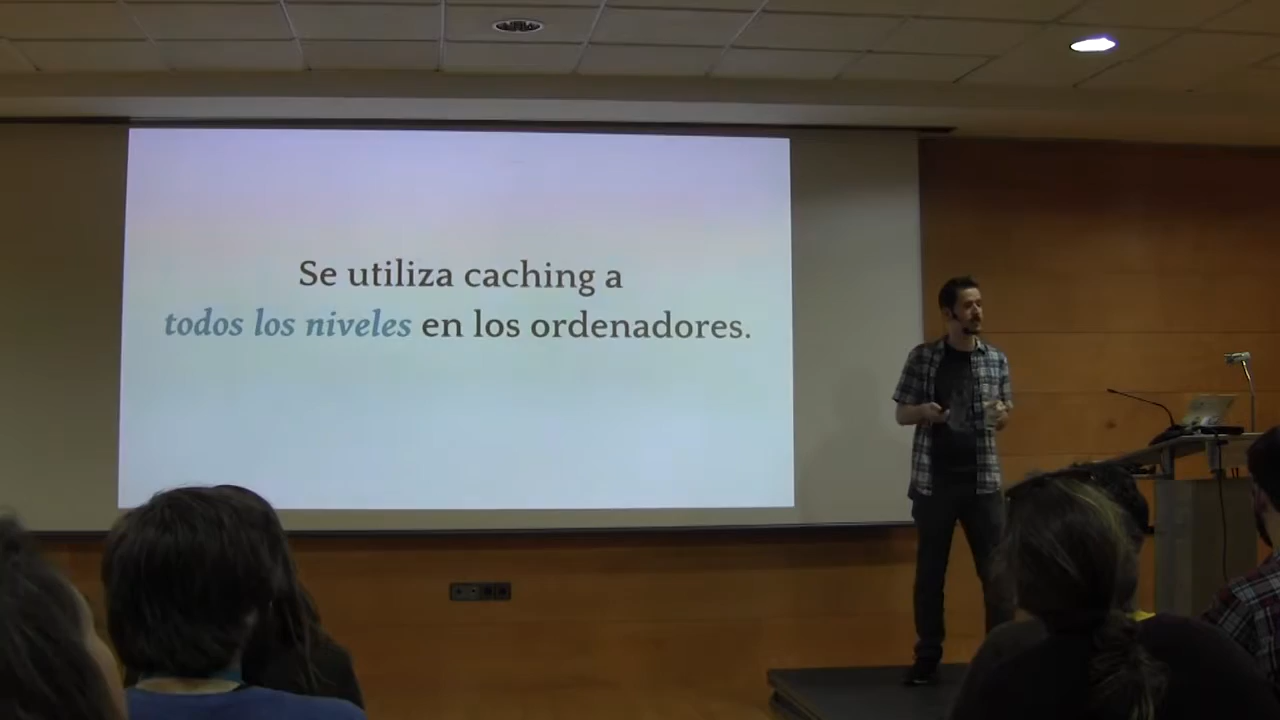 Se utiliza caching a
todos los niveles en los ordenadores.